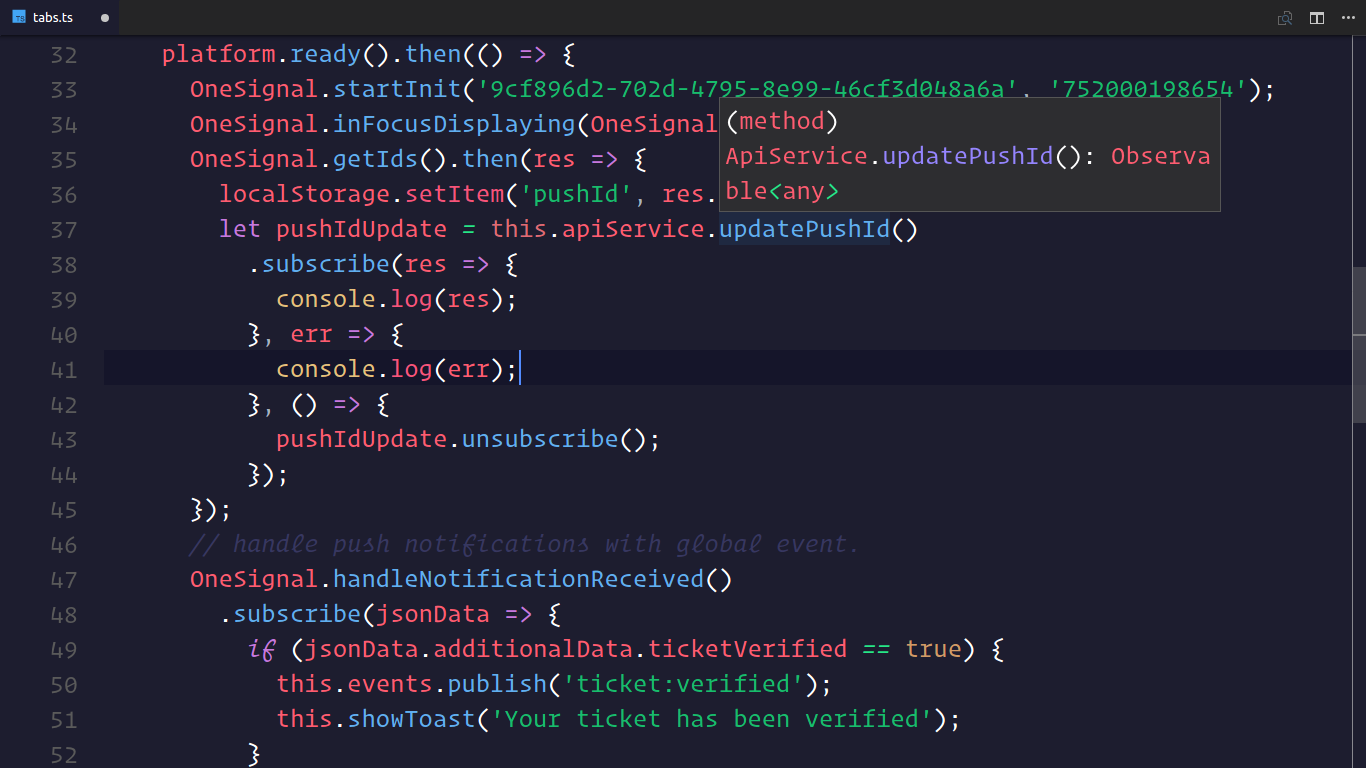 TS tabs.ts
32 platform.ready().then(() => {
33 OneSignal.startInit('9cf896d2-702d-4795-8e99-46cf3d048a6a', '752000198654');
34 OneSignal.inFocusDisplaying(OneSignal
(method)
35 OneSignal.getIds().then(res => {
ApiService.updatePushId(): Observa
36 localStorage.setItem('pushId', res.
ble<any>
37 let pushIdUpdate = this.apiService.updatePushId()
38 .subscribe(res => {
39 console.log(res);
40 }, err => {
41 console.log(err);
42 }, () => {
43 pushIdUpdate.unsubscribe();
44 });
45 });
46 // handle push notifications with global event.
47 OneSignal.handleNotificationReceived()
48 .subscribe(jsonData => {
49 if (jsonData.additionalData.ticketVerified == true) {
50 this.events.publish('ticket:verified');
51 this.showToast('Your ticket has been verified');
52 }